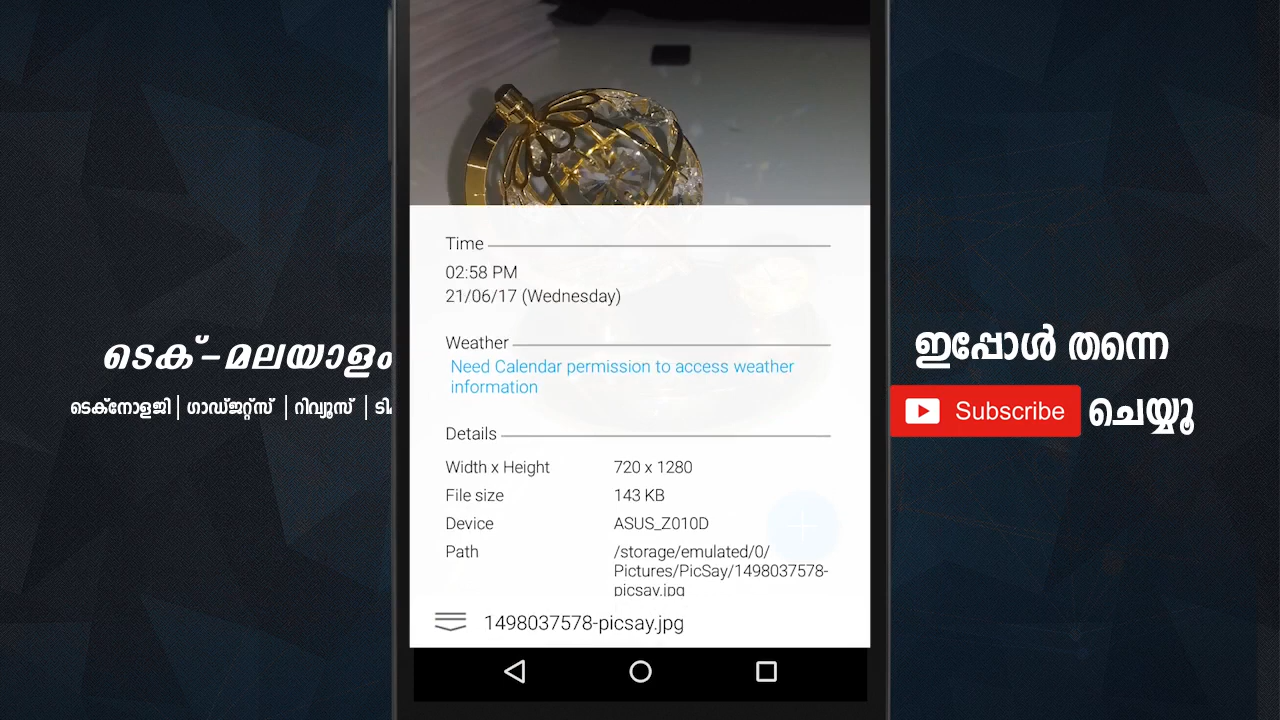 ടെക്-മലയാളം
ടെക്നോളജി | ഗാഡ്ജറ്റ്സ് | റിവ്യൂസ് |
Time
02:58 PM
21/06/17 (Wednesday)
Weather
Need Calendar permission to access weather
information
Details
Width x Height 720 x 1280
File size 143 KB
Device ASUS_Z010D
Path /storage/emulated/0/
Pictures/PicSay/1498037578-
picsay.jpg
1498037578-picsay.jpg
ഇപ്പോൾ തന്നെ
Subscribe ചെയ്യൂ